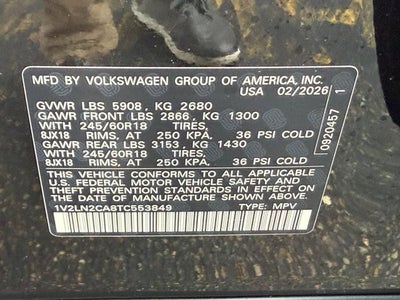 MFD BY VOLKSWAGEN GROUP OF AMERICA, INC.
USA 02/2026
GVWR LBS 5908 , KG 2680
GAWR FRONT LBS 2866 , KG 1300
WITH 245/60R18 TIRES,
8JX18 RIMS, AT 250 KPA, 36 PSI COLD
GAWR REAR LBS 3153 , KG 1430
WITH 245/60R18 TIRES,
8JX18 RIMS, AT 250 KPA, 36 PSI COLD
THIS VEHICLE CONFORMS TO ALL APPLICABLE
U.S. FEDERAL MOTOR VEHICLE SAFETY AND
THEFT PREVENTION STANDARDS IN EFFECT ON
THE DATE OF MANUFACTURE SHOWN ABOVE.
1V2LN2CA8TC553849 TYPE: MPV
0920457 1